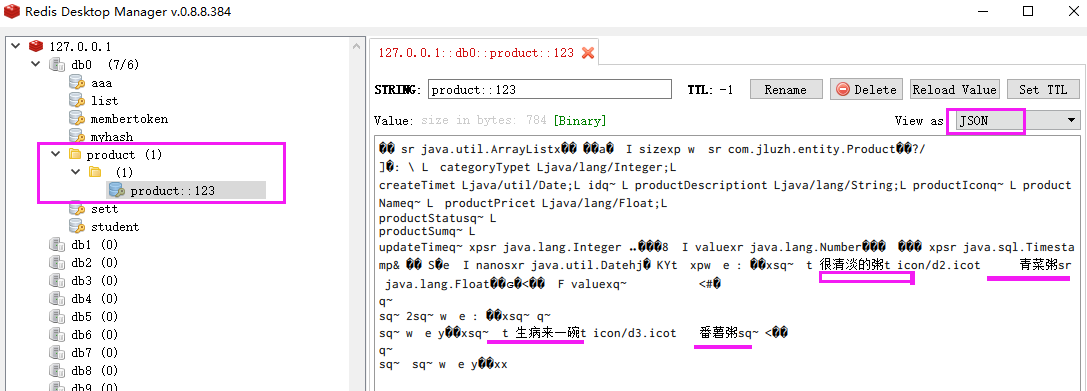 Redis Desktop Manager v.0.8.8.384
127.0.0.1
db0 (7/6)
aaa
list
membertoken
myhash
product (1)
(1)
product::123
sett
student
db1 (0)
db2 (0)
db3 (0)
db4 (0)
db5 (0)
db6 (0)
db7 (0)
db8 (0)
db9 (0)
127.0.0.1::db0::product::123
STRING: product::123 TTL: -1 Rename Delete Reload Value Set TTL
Value: size in bytes: 784 [Binary] View as JSON
�� sr java.util.ArrayListx�� ��a� I sizexp w sr com.jluzh.entity.Product��?/
]�: \ L categoryTypet Ljava/lang/Integer;L
createTimet Ljava/util/Date;L idq~ L productDescriptiont Ljava/lang/String;L productIconq~ L product
Nameq~ L productPricet Ljava/lang/Float;L
productStatusq~ L
productSumq~ L
updateTimeq~ xpsr java.lang.Integer ..���8 I valuexr java.lang.Number��� ��� xpsr java.sql.Timesta
mp& �� S�e I nanosxr java.util.Datehj� KYt xpw e : ��xsq~ t 很清淡的粥t icon/d2.icot 青菜粥sr
java.lang.Float��G�<�� F valuexq~ <#�
q~
sq~ 2sq~ w e : ��xsq~ q~
sq~ w e y��xsq~ t 生病来一碗t icon/d3.icot 番薯粥sq~ <��
q~
sq~ sq~ w e y��xx